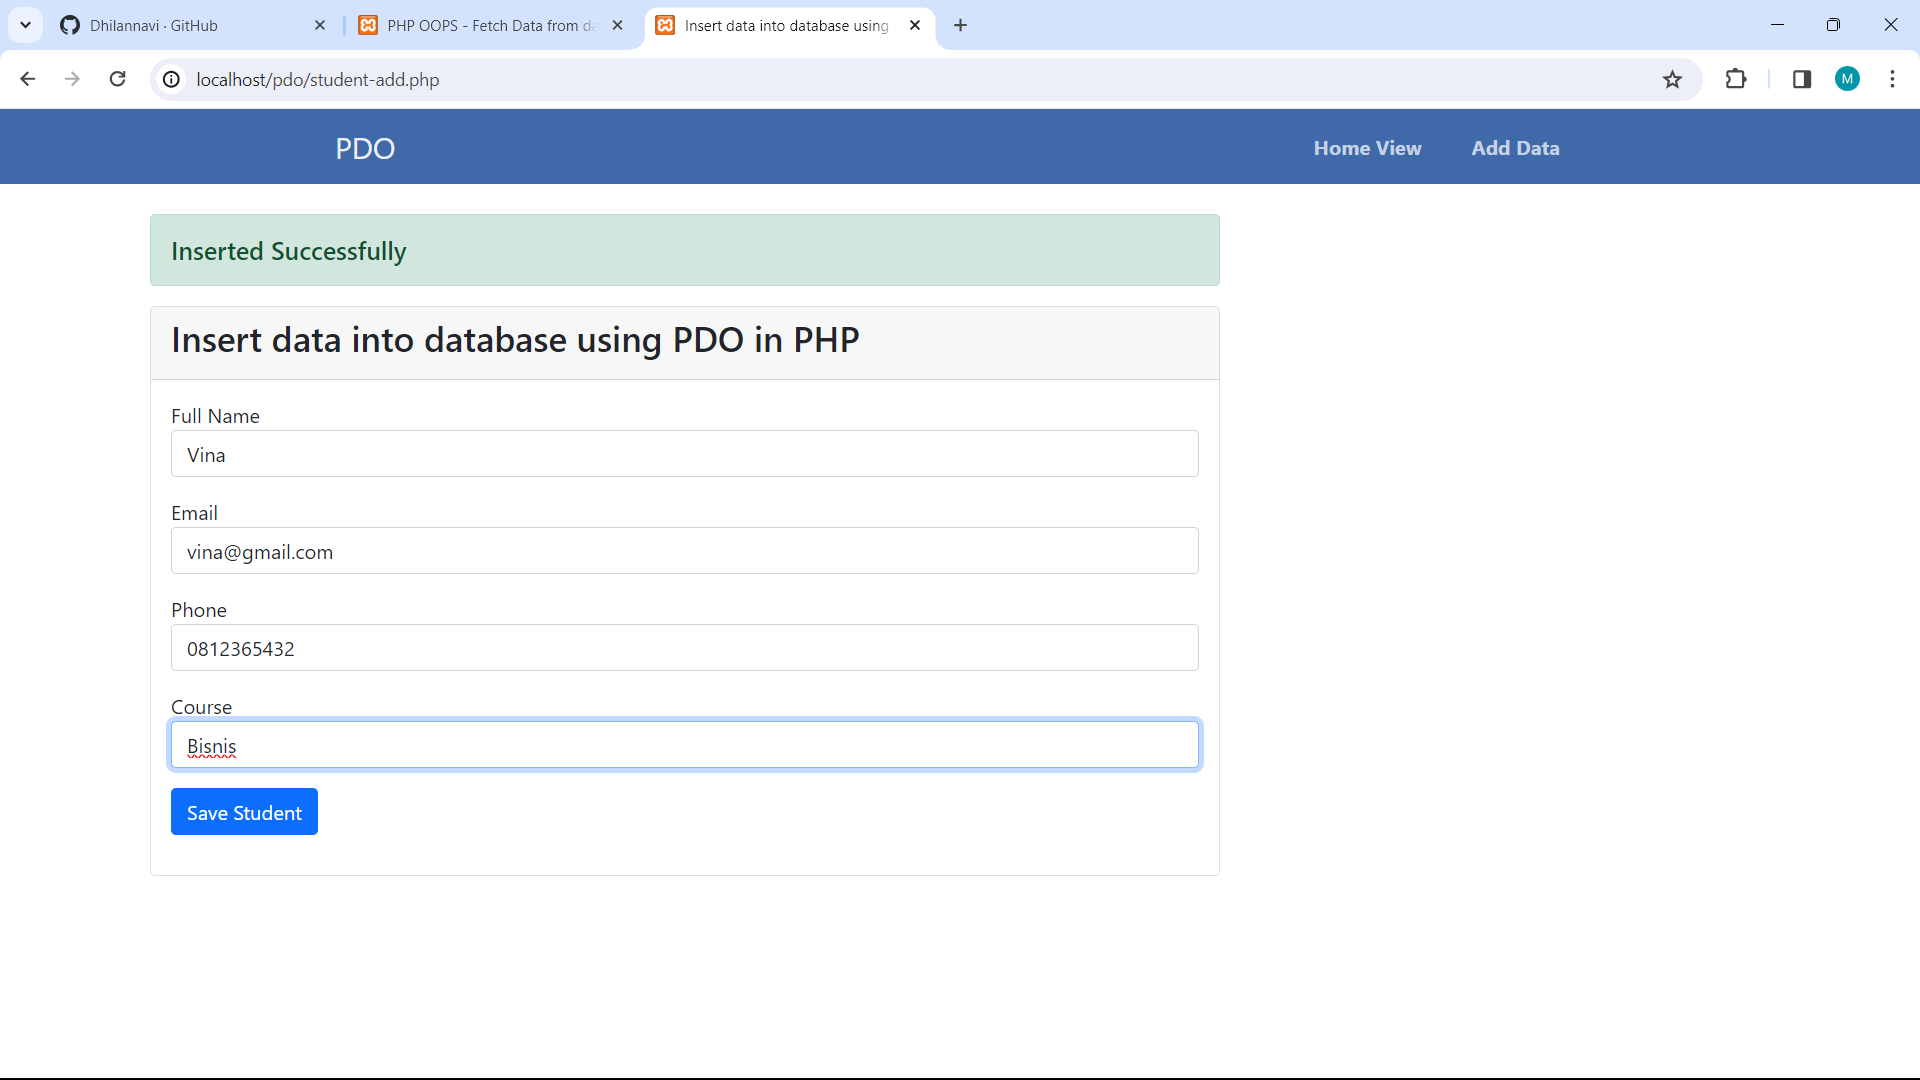 Dhilannavi · GitHub
PHP OOPS - Fetch Data from da
Insert data into database using
localhost/pdo/student-add.php
M
PDO
Home View
Add Data
Inserted Successfully
Insert data into database using PDO in PHP
Full Name
Vina
Email
vina@gmail.com
Phone
0812365432
Course
Bisnis
Save Student